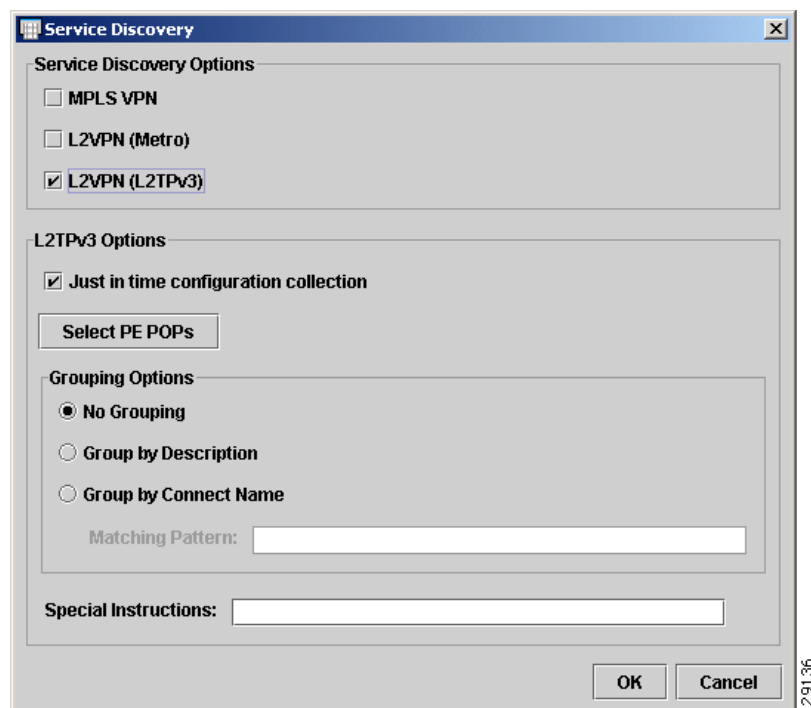 Service Discovery
Service Discovery Options
MPLS VPN
L2VPN (Metro)
L2VPN (L2TPv3)
L2TPv3 Options
Just in time configuration collection
Select PE POPs
Grouping Options
No Grouping
Group by Description
Group by Connect Name
Matching Pattern:
Special Instructions:
OK
Cancel
29136